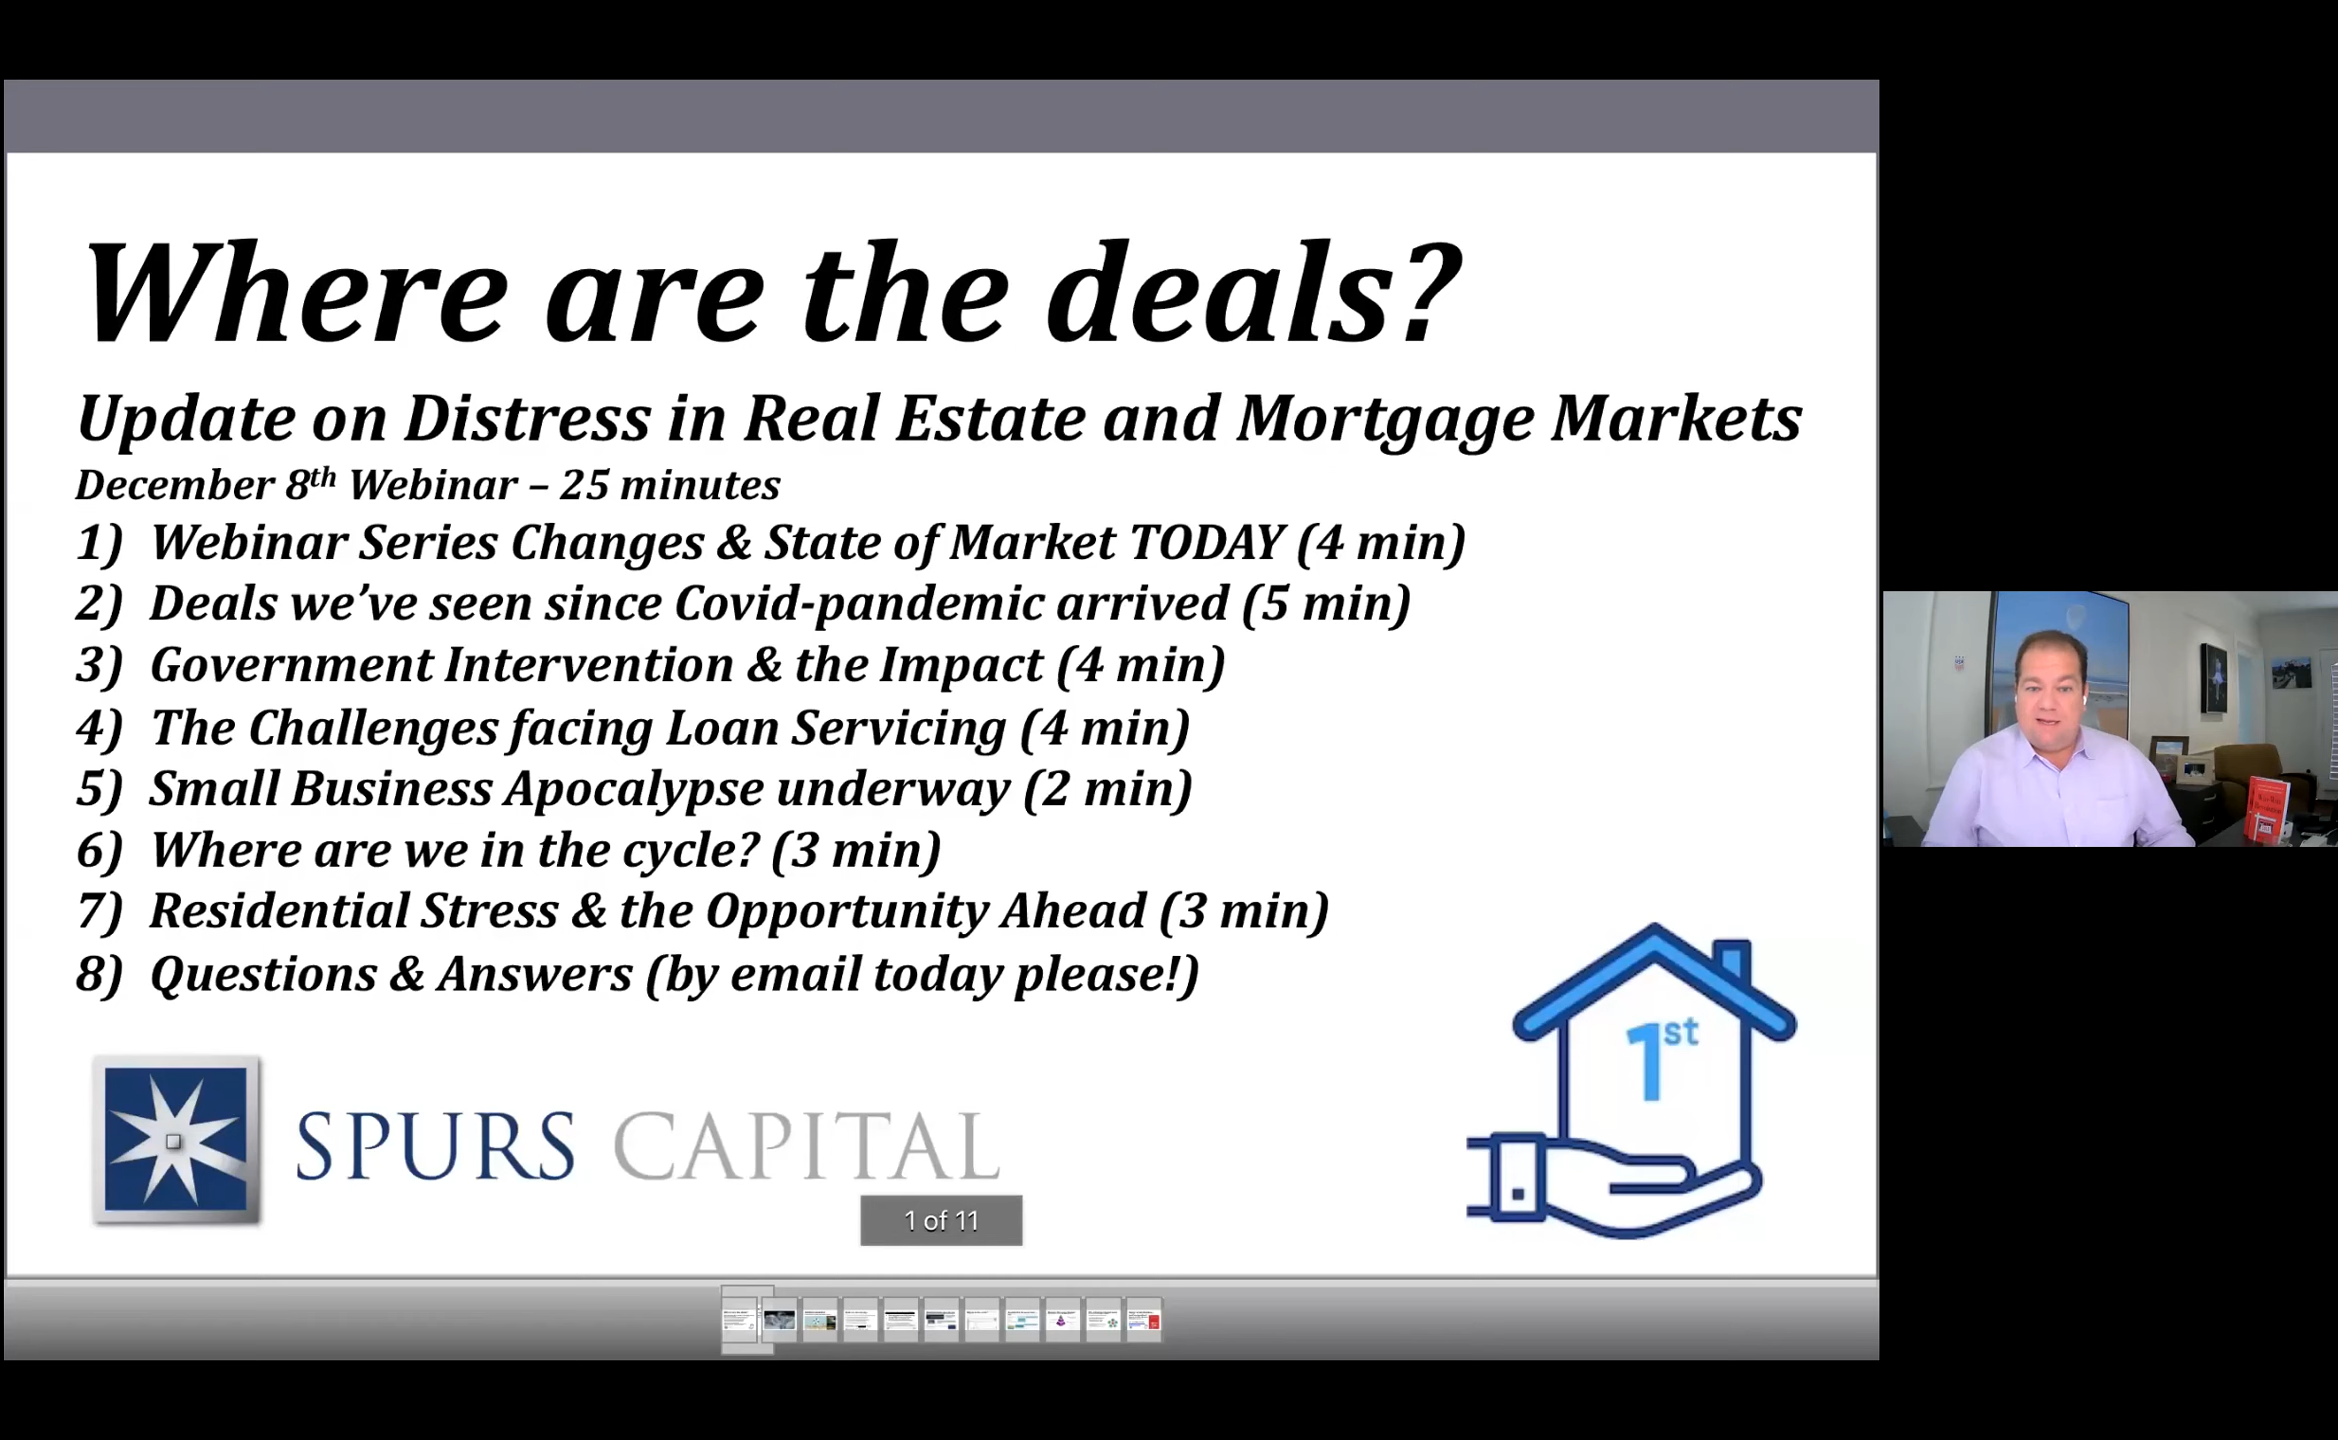 Where are the deals?
Update on Distress in Real Estate and Mortgage Markets
December 8th Webinar – 25 minutes
1) Webinar Series Changes & State of Market TODAY (4 min)
2) Deals we’ve seen since Covid-pandemic arrived (5 min)
3) Government Intervention & the Impact (4 min)
4) The Challenges facing Loan Servicing (4 min)
5) Small Business Apocalypse underway (2 min)
6) Where are we in the cycle? (3 min)
7) Residential Stress & the Opportunity Ahead (3 min)
8) Questions & Answers (by email today please!)
1st
SPURS CAPITAL
1 of 11